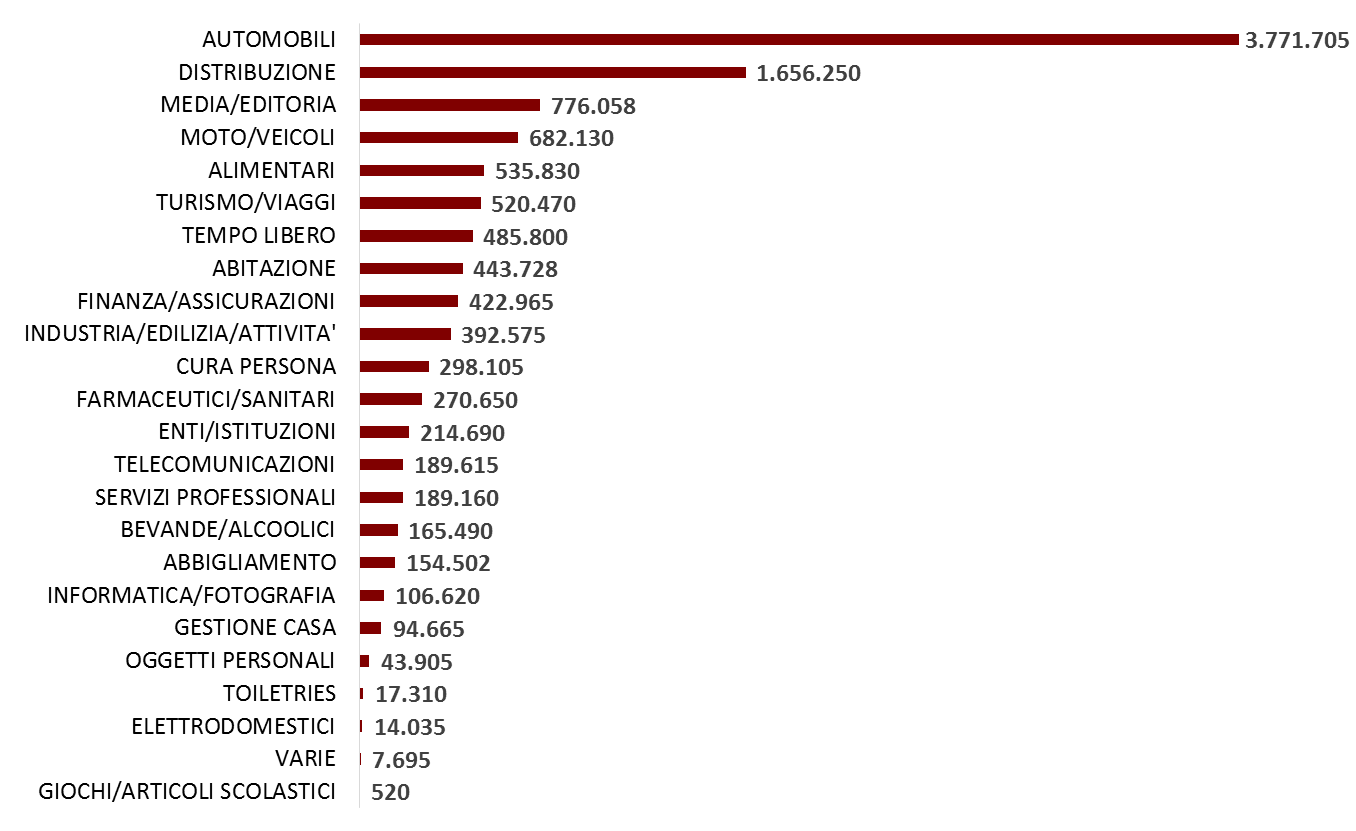 AUTOMOBILI 3.771.705
DISTRIBUZIONE 1.656.250
MEDIA/EDITORIA 776.058
MOTO/VEICOLI 682.130
ALIMENTARI 535.830
TURISMO/VIAGGI 520.470
TEMPO LIBERO 485.800
ABITAZIONE 443.728
FINANZA/ASSICURAZIONI 422.965
INDUSTRIA/EDILIZIA/ATTIVITA' 392.575
CURA PERSONA 298.105
FARMACEUTICI/SANITARI 270.650
ENTI/ISTITUZIONI 214.690
TELECOMUNICAZIONI 189.615
SERVIZI PROFESSIONALI 189.160
BEVANDE/ALCOOLICI 165.490
ABBIGLIAMENTO 154.502
INFORMATICA/FOTOGRAFIA 106.620
GESTIONE CASA 94.665
OGGETTI PERSONALI 43.905
TOILETRIES 17.310
ELETTRODOMESTICI 14.035
VARIE 7.695
GIOCHI/ARTICOLI SCOLASTICI 520